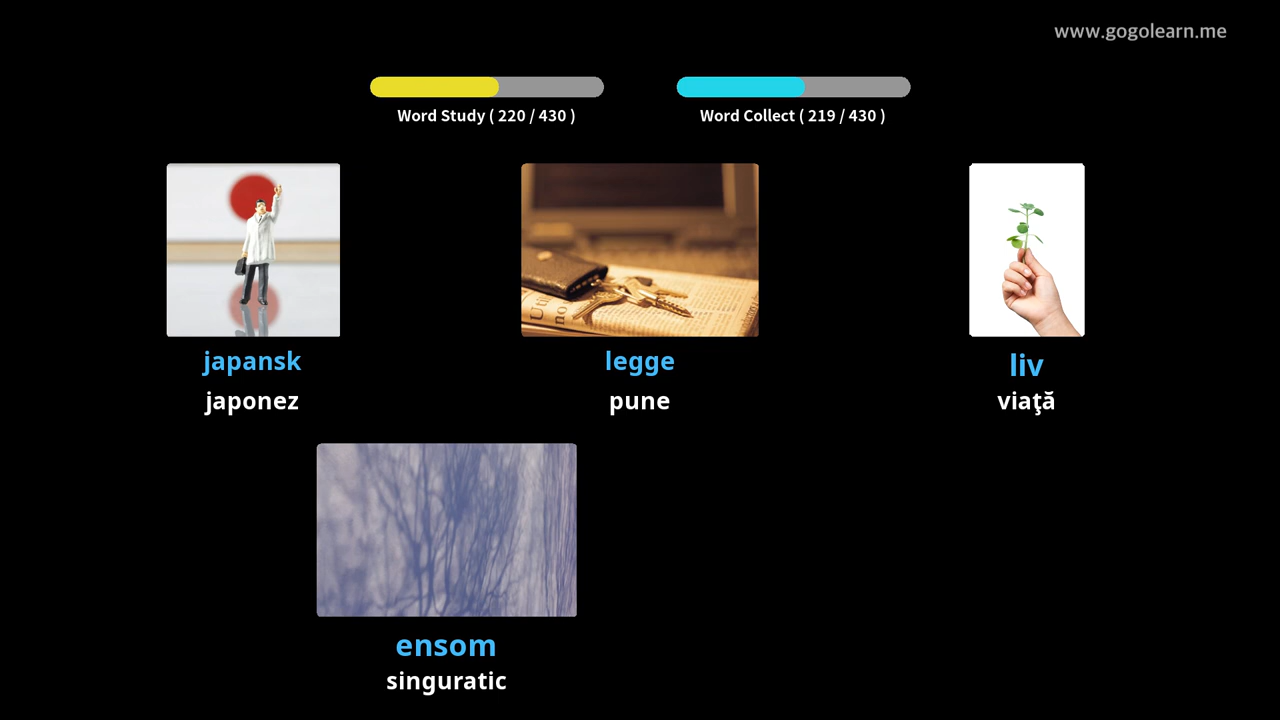 www.gogolearn.me
Word Study ( 220 / 430 )
Word Collect ( 219 / 430 )
japansk
japonez
legge
pune
liv
viaţă
ensom
singuratic